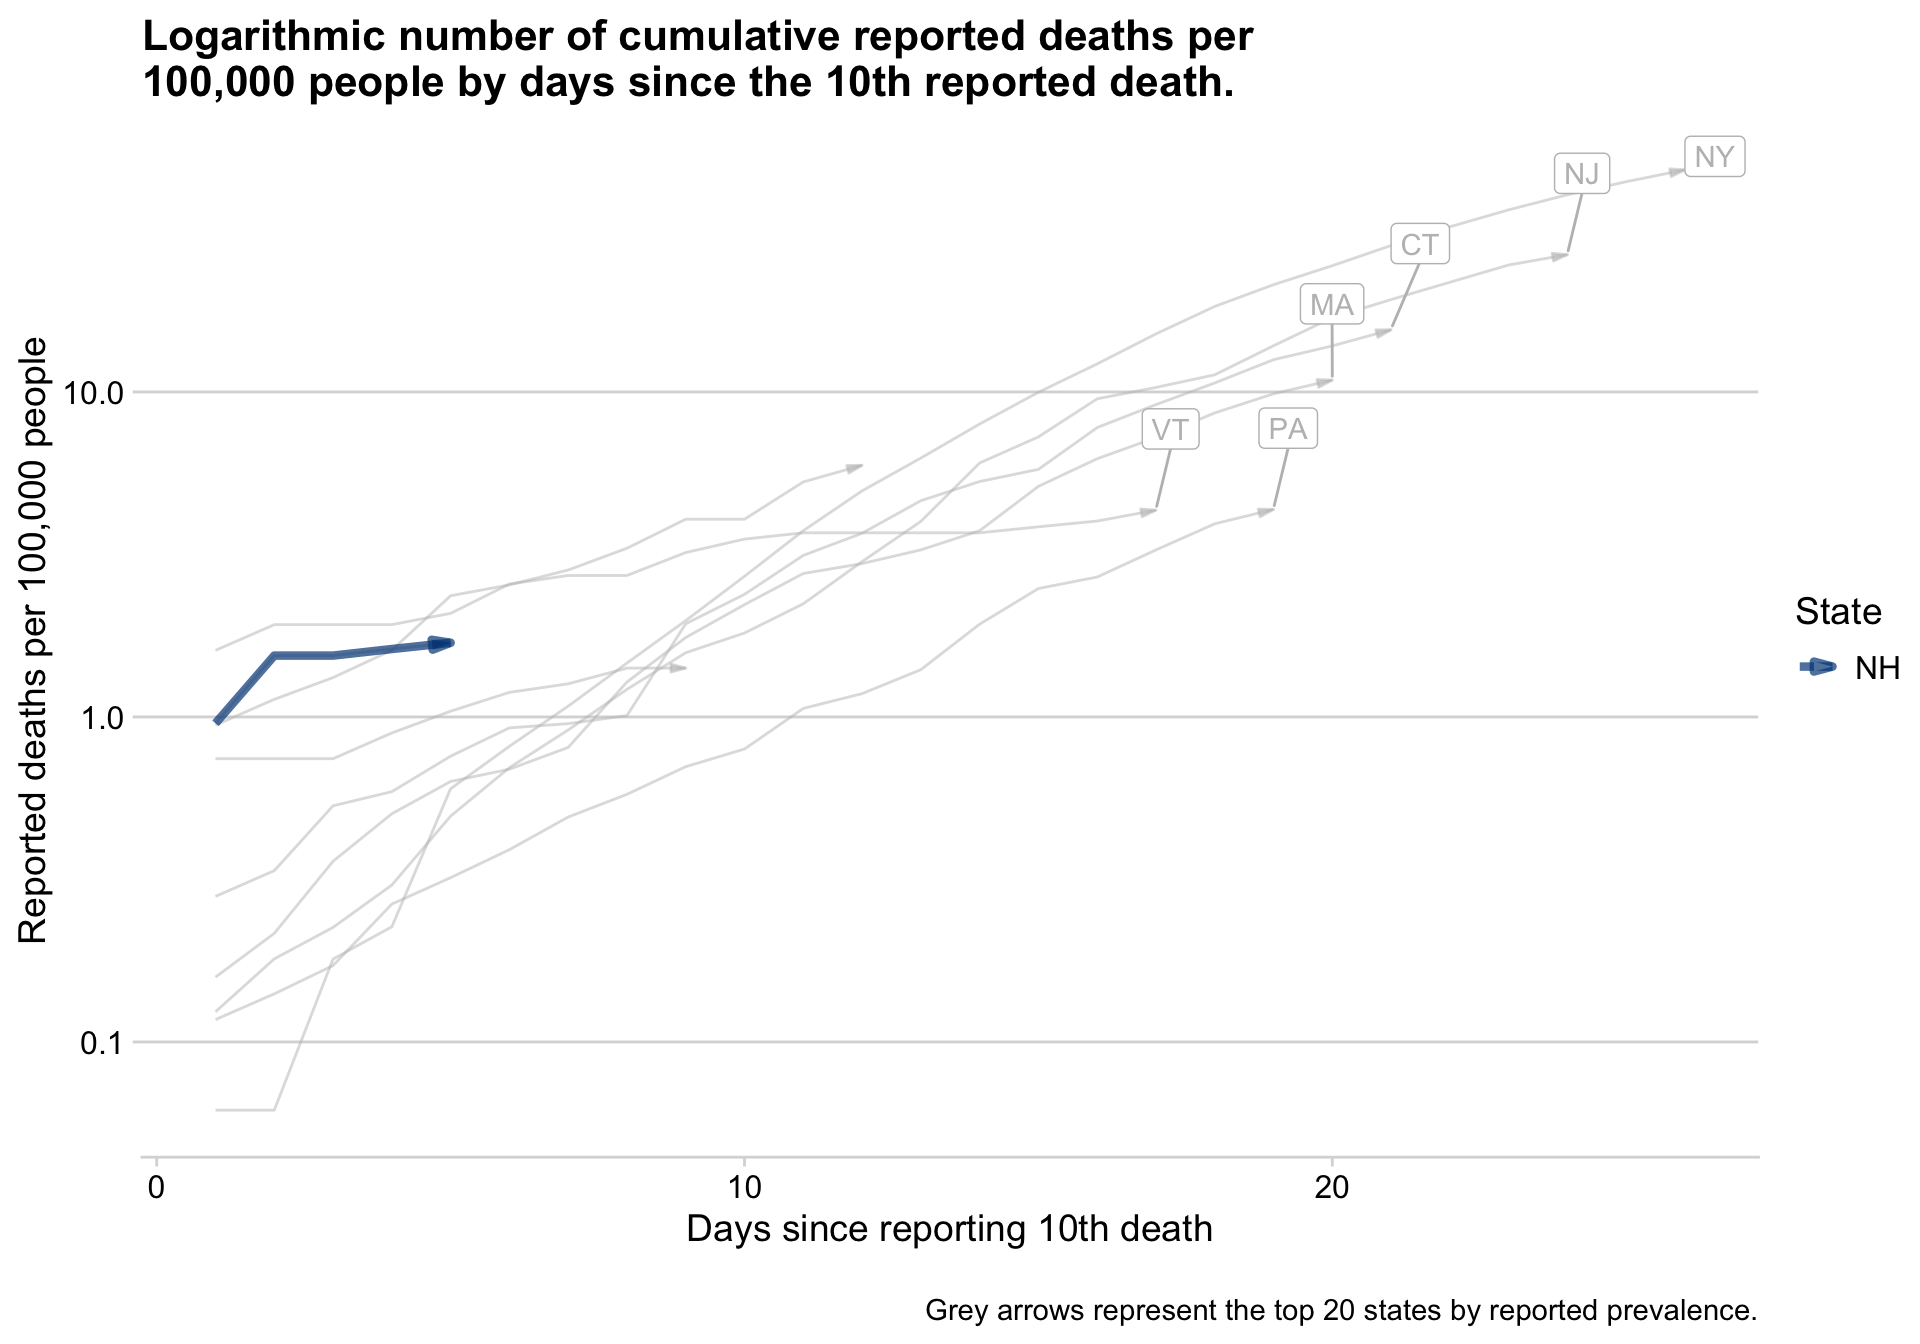 Logarithmic number of cumulative reported deaths per
100,000 people by days since the 10th reported death.
NY
NJ
CT
MA
VT
PA
Reported deaths per 100,000 people
10.0
1.0
0.1
State
NH
0
10
20
Days since reporting 10th death
Grey arrows represent the top 20 states by reported prevalence.